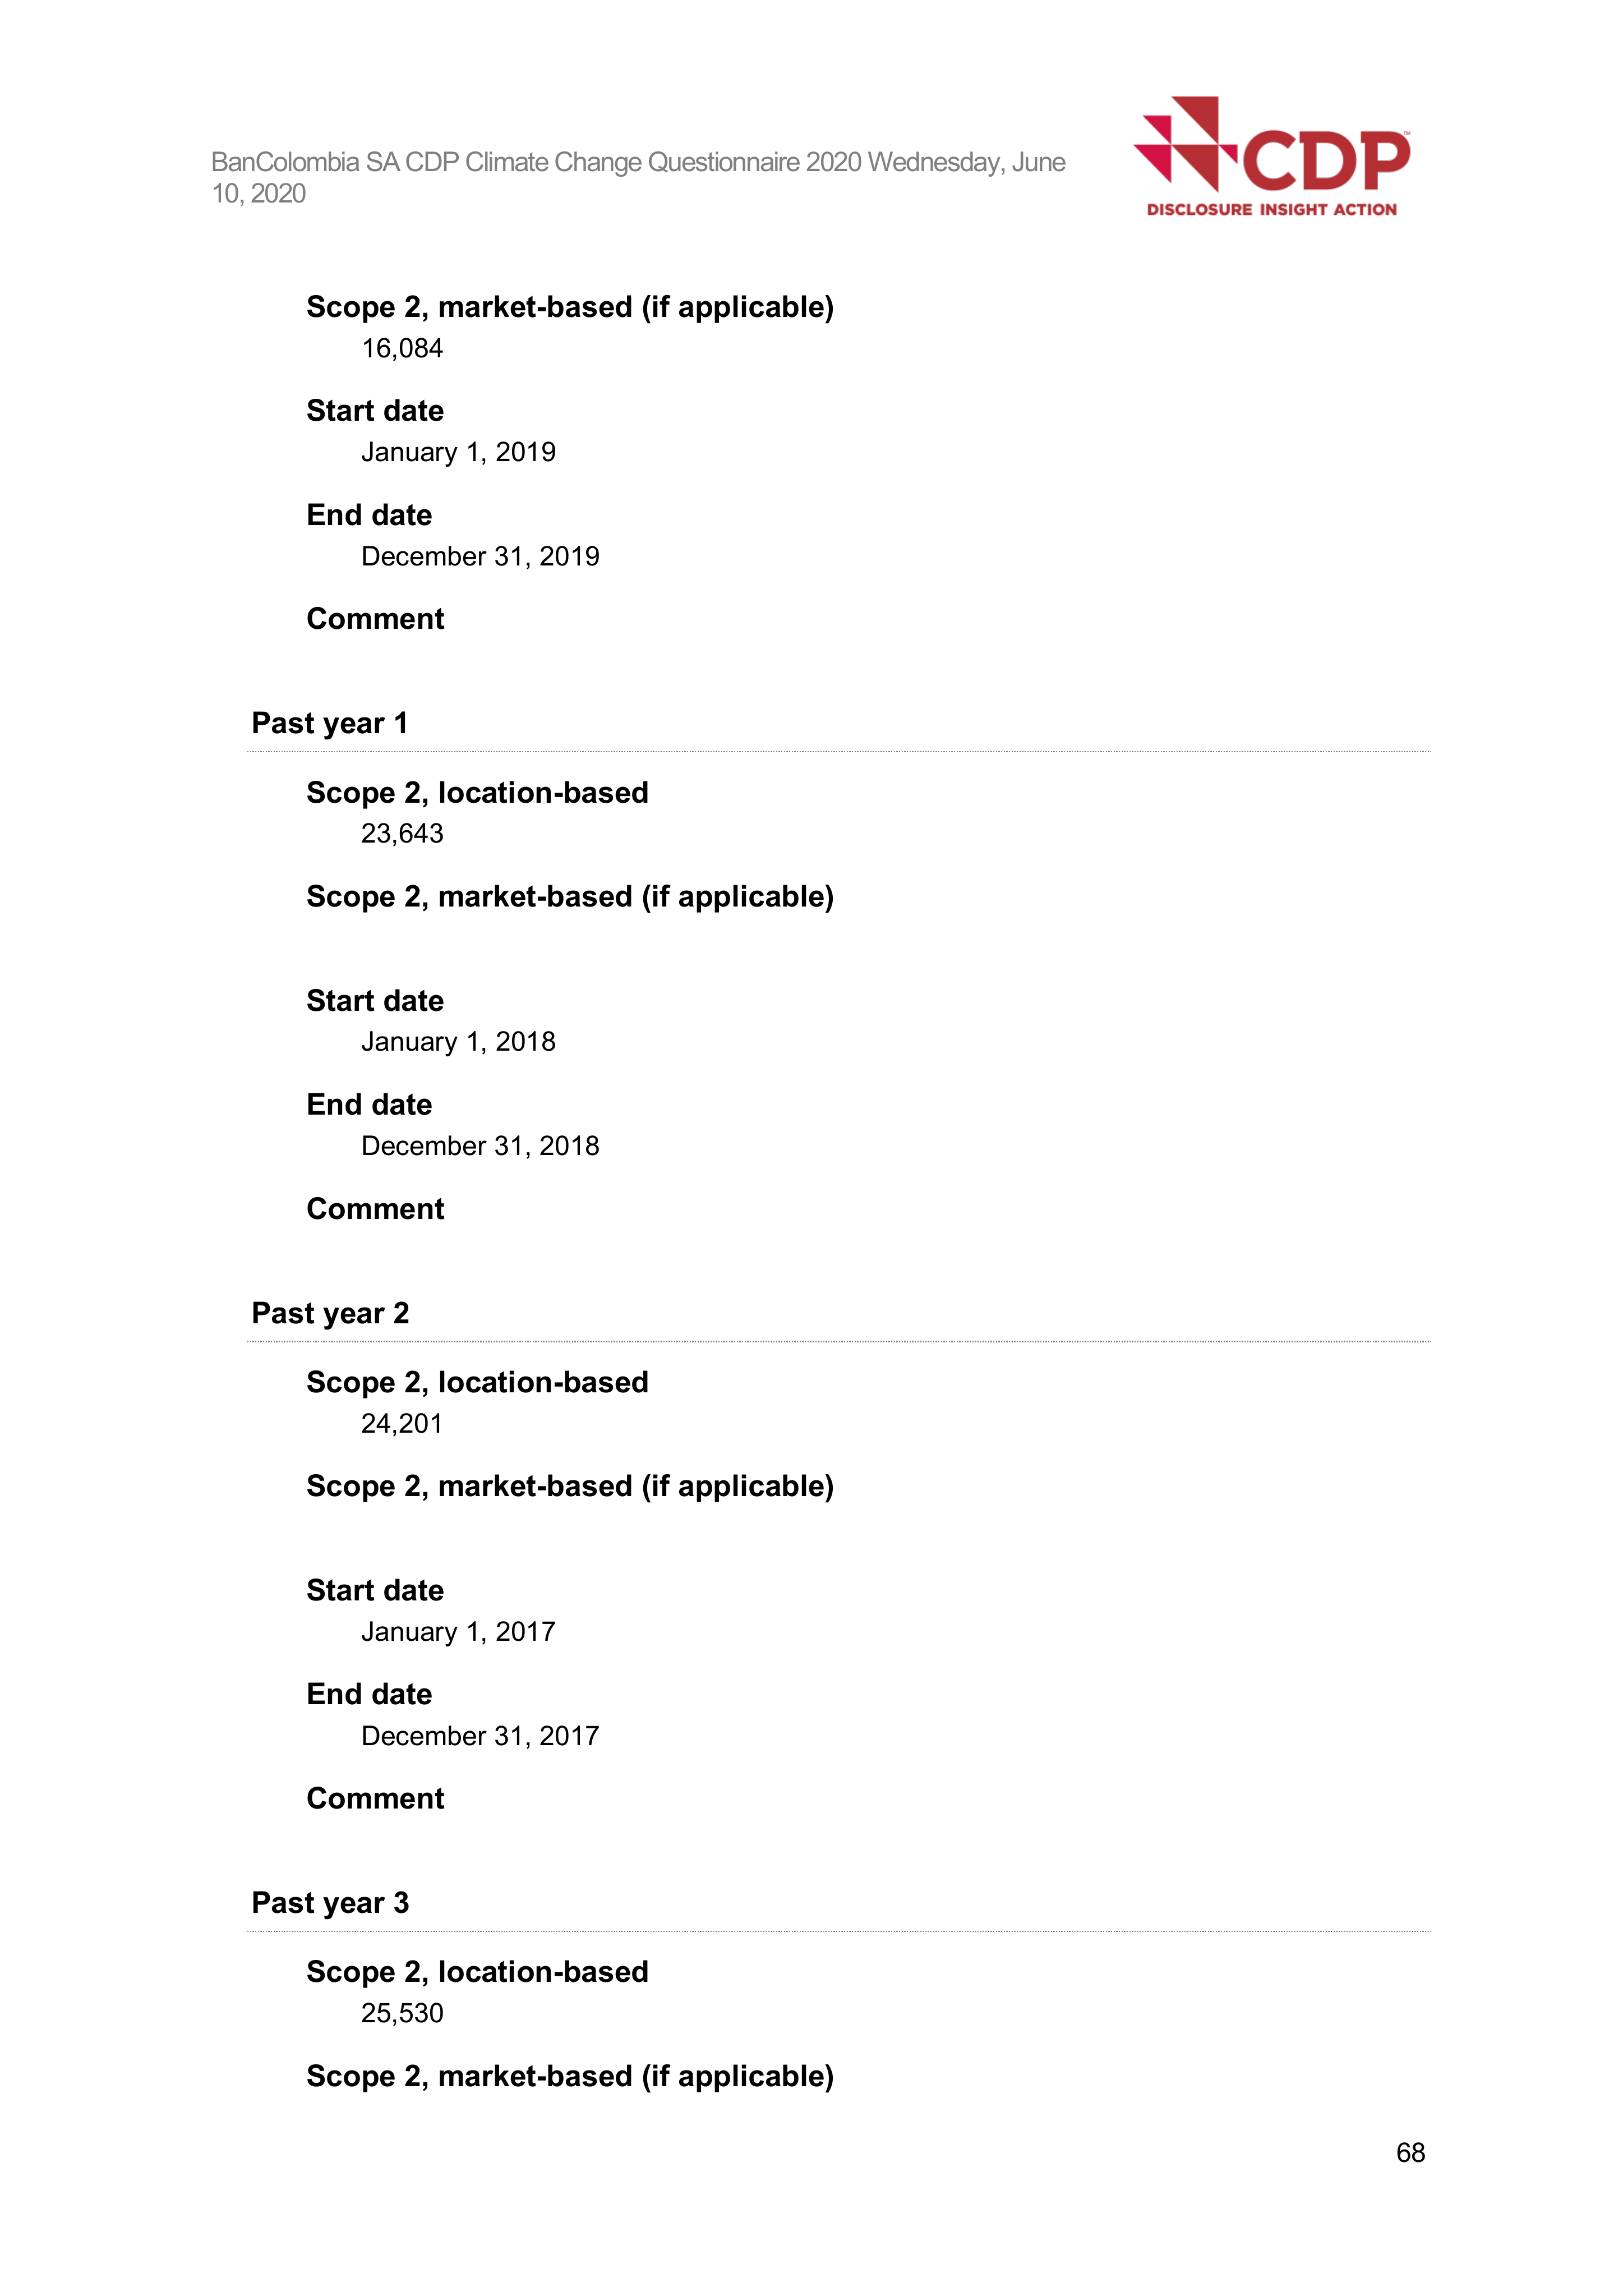 BanColombia SA CDP Climate Change Questionnaire 2020 Wednesday, June
10, 2020
CDP™
DISCLOSURE INSIGHT ACTION
Scope 2, market-based (if applicable)
16,084
Start date
January 1, 2019
End date
December 31, 2019
Comment
Past year 1
Scope 2, location-based
23,643
Scope 2, market-based (if applicable)
Start date
January 1, 2018
End date
December 31, 2018
Comment
Past year 2
Scope 2, location-based
24,201
Scope 2, market-based (if applicable)
Start date
January 1, 2017
End date
December 31, 2017
Comment
Past year 3
Scope 2, location-based
25,530
Scope 2, market-based (if applicable)
68